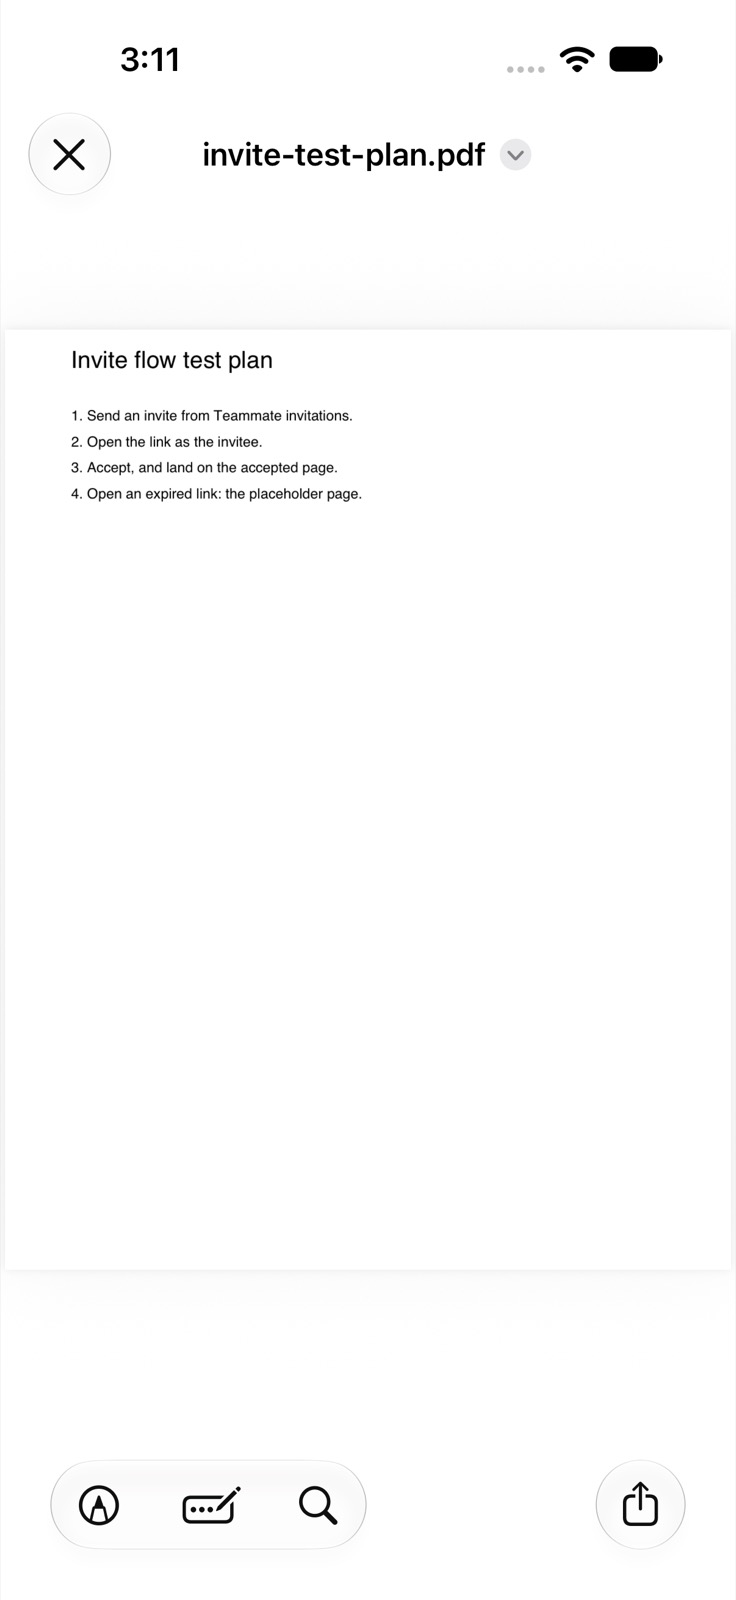 3:11
invite-test-plan.pdf
Invite flow test plan
1. Send an invite from Teammate invitations.
2. Open the link as the invitee.
3. Accept, and land on the accepted page.
4. Open an expired link: the placeholder page.